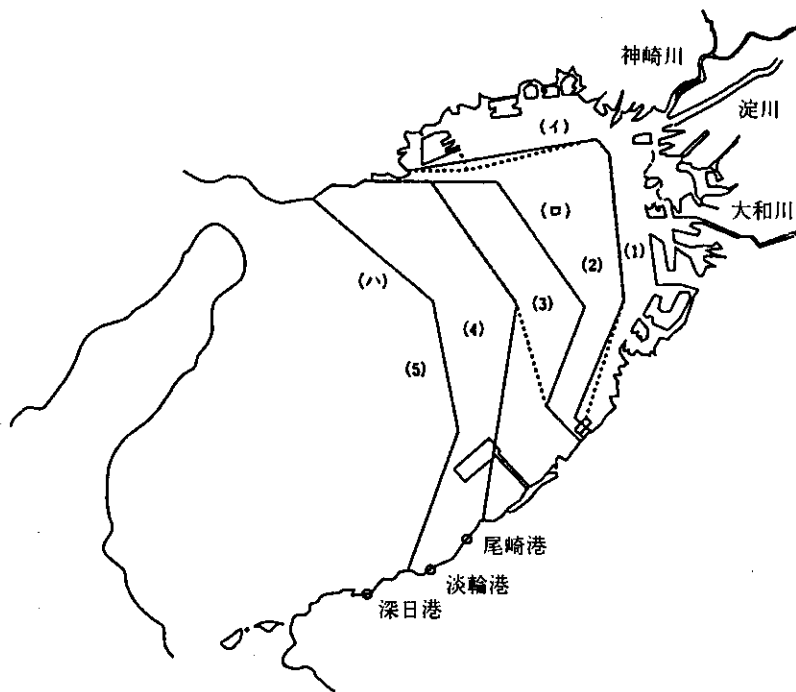 神崎川
淀川
(イ)
大和川
(ロ)
(1)
(2)
(ハ)
(3)
(4)
(5)
尾崎港
淡輪港
深日港